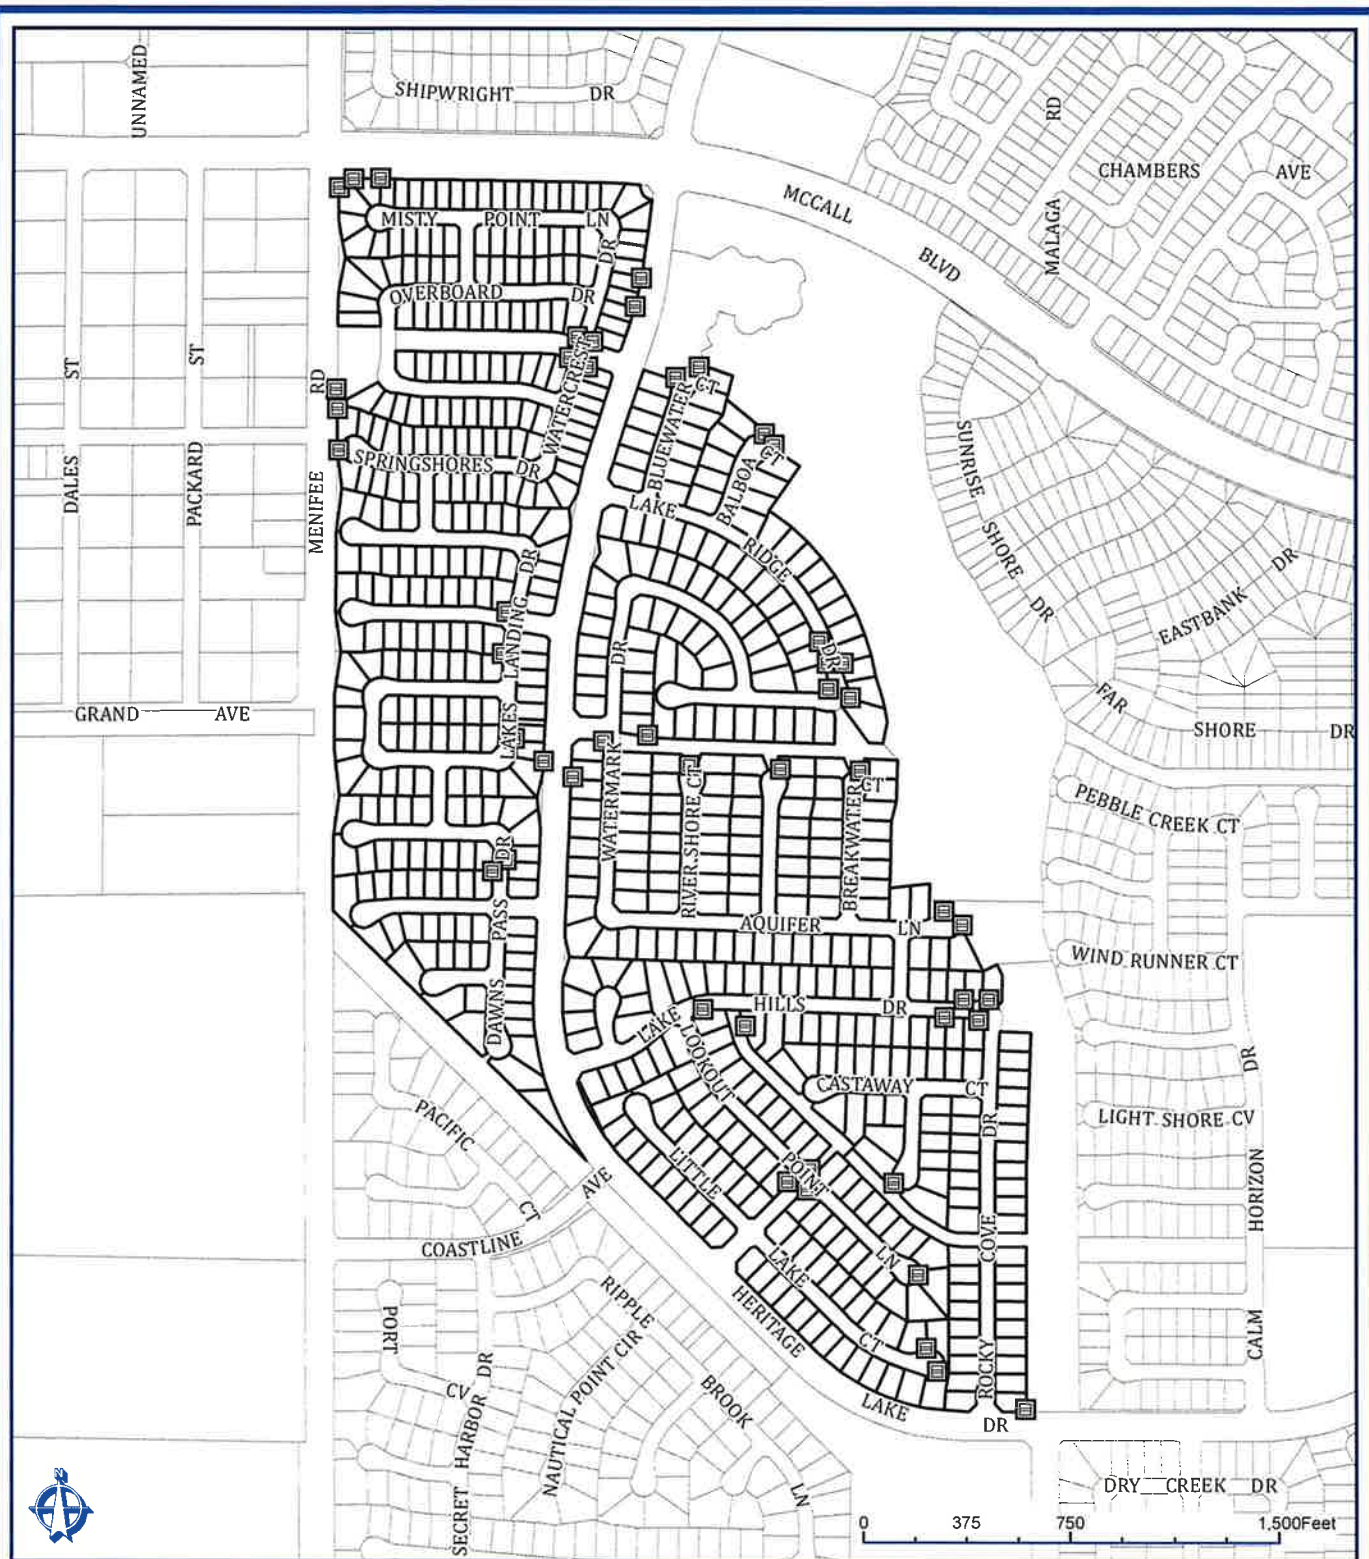 UNNAMED
SHIPWRIGHT DR
RD
CHAMBERS AVE
MCCALL BLVD
MALAGA
MISTY POINT LN
DR
OVERBOARD DR
ST
ST
RD
WATERCREST
BLUEWATER CT
BALBOA CT
SUNRISE SHORE DR
DALES
PACKARD
MENIFEE
SPRINGSHORES DR
LAKE RIDGE DR
EASTBANK DR
LAKES LANDING DR
DR
FAR SHORE DR
GRAND AVE
WATERMARK
RIVER SHORE CT
BREAKWATER CT
PEBBLE CREEK CT
DAWNS PASS DR
AQUIFER LN
WIND RUNNER CT
LAKE HILLS DR
LOOKOUT POINT LN
CASTAWAY CT
DR
LIGHT SHORE CV
PACIFIC CT
LITTLE LAKE CT
ROCKY COVE DR
CALM HORIZON
COASTLINE AVE
PORT CV
RIPPLE BROOK LN
HERITAGE LAKE DR
SECRET HARBOR DR
NAUTICAL POINT CIR
DRY CREEK DR
N
0 375 750 1,500Feet